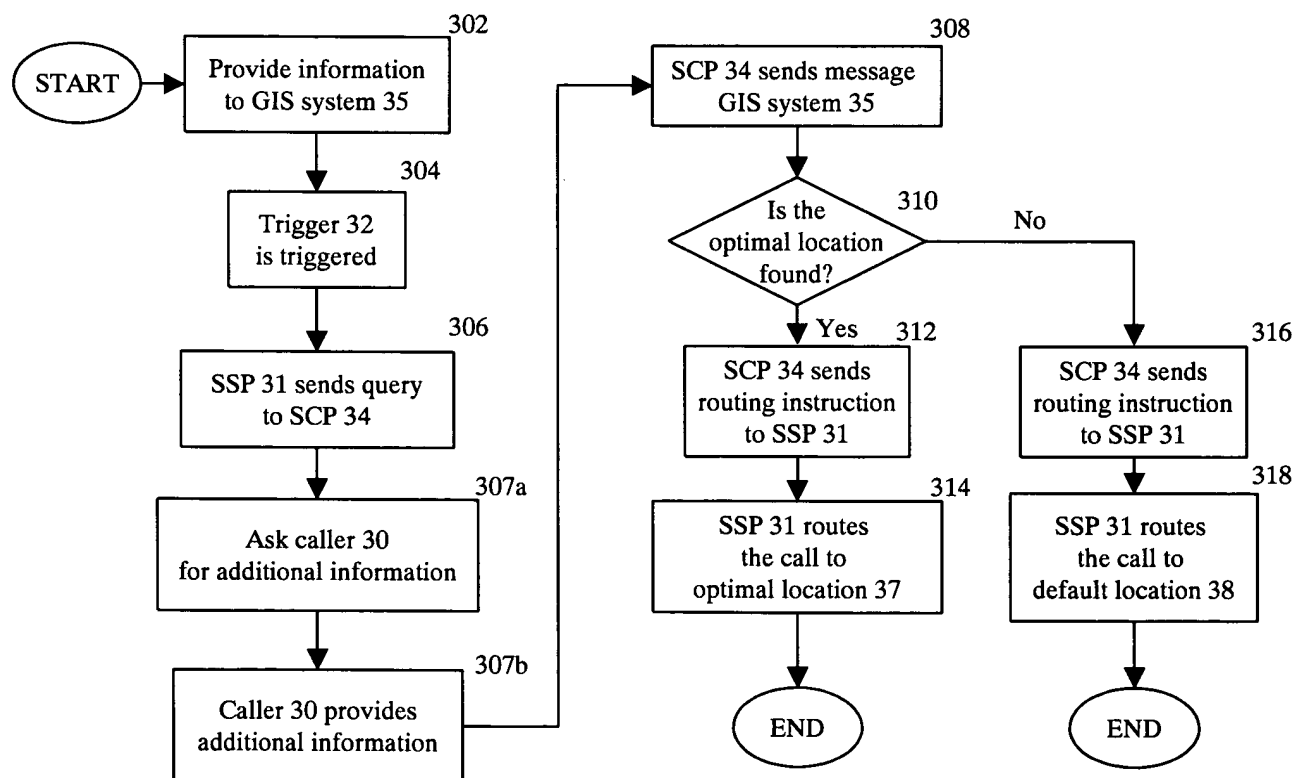 START
302
Provide information
to GIS system 35
304
Trigger 32
is triggered
306
SSP 31 sends query
to SCP 34
307a
Ask caller 30
for additional information
307b
Caller 30 provides
additional information
308
SCP 34 sends message
GIS system 35
310
Is the
optimal location
found?
No
Yes
312
SCP 34 sends
routing instruction
to SSP 31
314
SSP 31 routes
the call to
optimal location 37
END
316
SCP 34 sends
routing instruction
to SSP 31
318
SSP 31 routes
the call to
default location 38
END